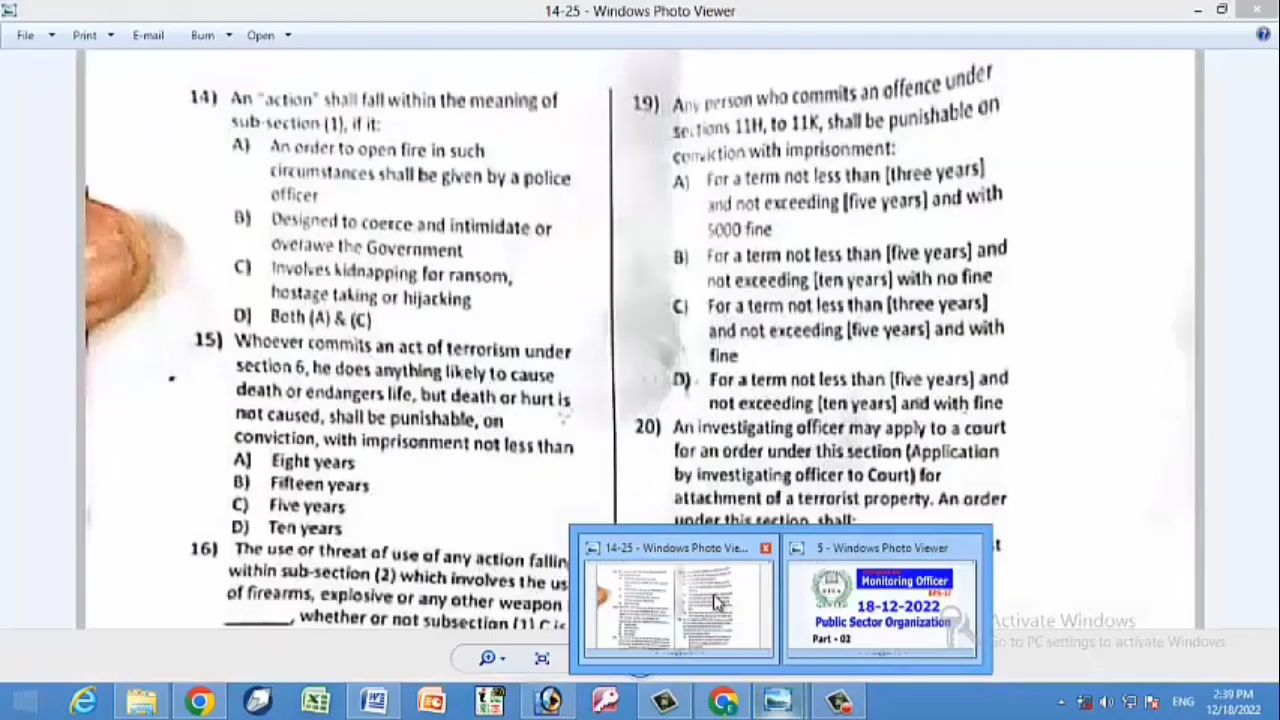 14-25 - Windows Photo Viewer
File Print E-mail Burn Open
14) An "action" shall fall within the meaning of
sub-section (1), if it:
A) An order to open fire in such
circumstances shall be given by a police
officer
B) Designed to coerce and intimidate or
overawe the Government
C) Involves kidnapping for ransom,
hostage taking or hijacking
D) Both (A) & (C)
15) Whoever commits an act of terrorism under
section 6, he does anything likely to cause
death or endangers life, but death or hurt is
not caused, shall be punishable, on
conviction, with imprisonment not less than
A) Eight years
B) Fifteen years
C) Five years
D) Ten years
16) The use or threat of use of any action fallin
within sub-section (2) which involves the us
of firearms, explosive or any other weapon
, whether or not subsection (1)
19) Any person who commits an offence under
sections 11H, to 11K, shall be punishable on
conviction with imprisonment:
A) For a term not less than [three years]
and not exceeding [five years] and with
5000 fine
B) For a term not less than [five years] and
not exceeding [ten years] with no fine
C) For a term not less than [three years]
and not exceeding [five years] and with
fine
D) For a term not less than [five years] and
not exceeding [ten years] and with fine
20) An investigating officer may apply to a court
for an order under this section (Application
by investigating officer to Court) for
attachment of a terrorist property. An order
under this section, shall:
14-25 - Windows Photo Vie...
5 - Windows Photo Viewer
Monitoring Officer
BPS-17
18-12-2022
Public Sector Organization
Part - 02
Activate Windows
Go to PC settings to activate Windows.
ENG
2:39 PM
12/18/2022